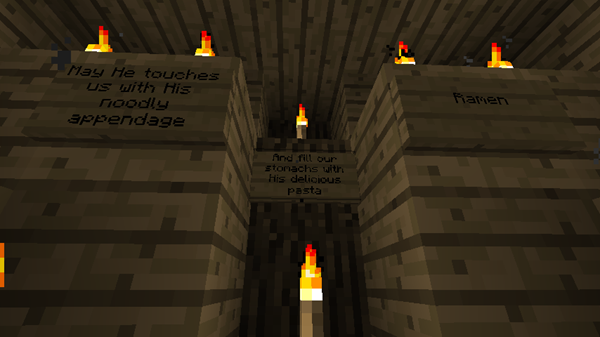 May He touches
us with His
noodly
appendage
And fill our
stomachs with
His delicious
pasta
Ramen